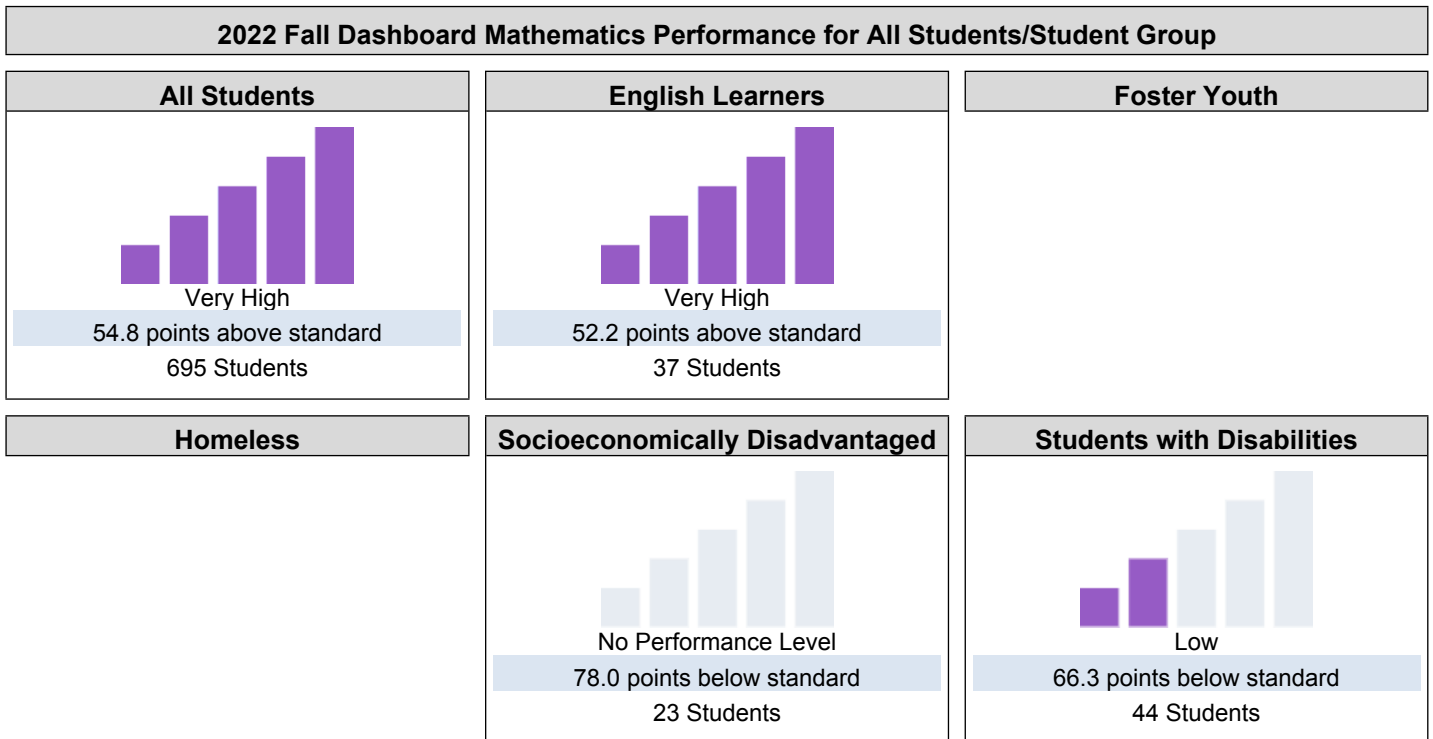 2022 Fall Dashboard Mathematics Performance for All Students/Student Group
All Students
Very High
54.8 points above standard
695 Students
English Learners
Very High
52.2 points above standard
37 Students
Foster Youth
Homeless
Socioeconomically Disadvantaged
No Performance Level
78.0 points below standard
23 Students
Students with Disabilities
Low
66.3 points below standard
44 Students